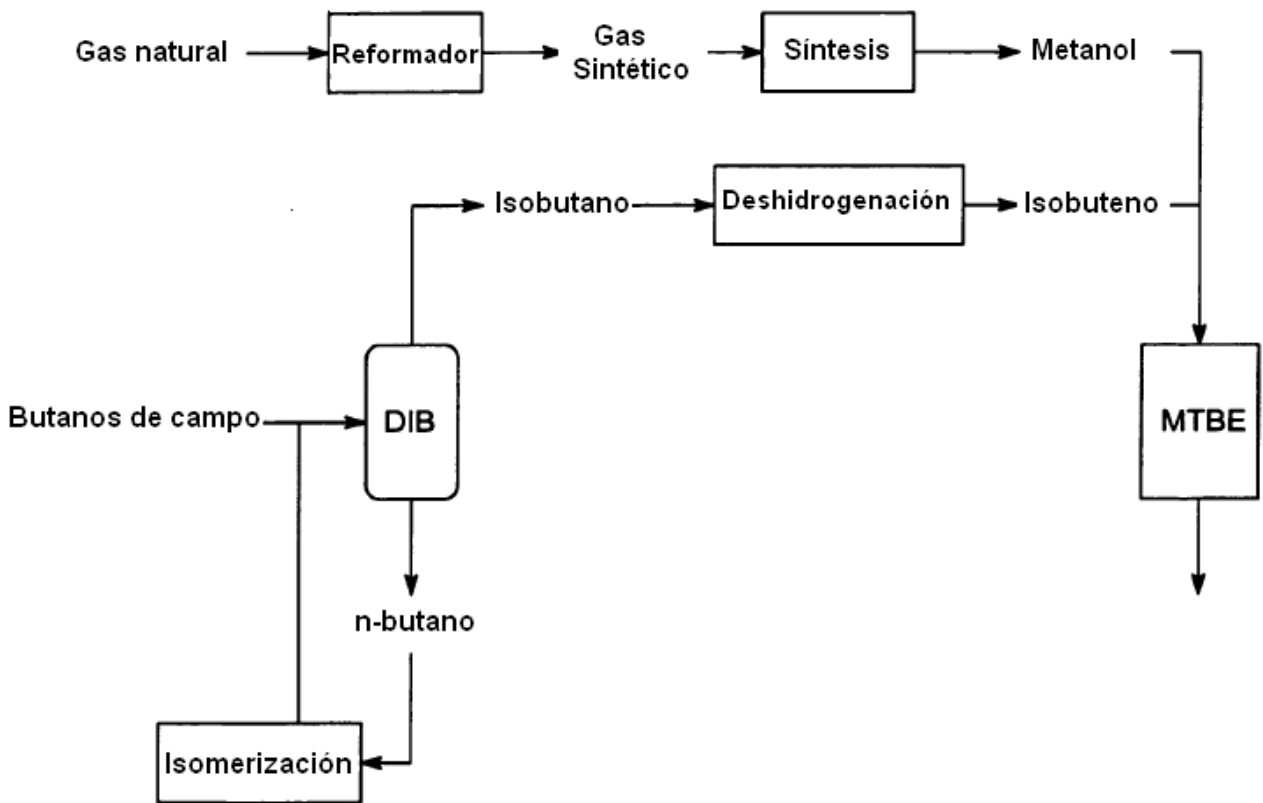 Gas natural
Reformador
Gas
Sintético
Síntesis
Metanol
Isobutano
Deshidrogenación
Isobuteno
Butanos de campo
DIB
MTBE
n-butano
Isomerización